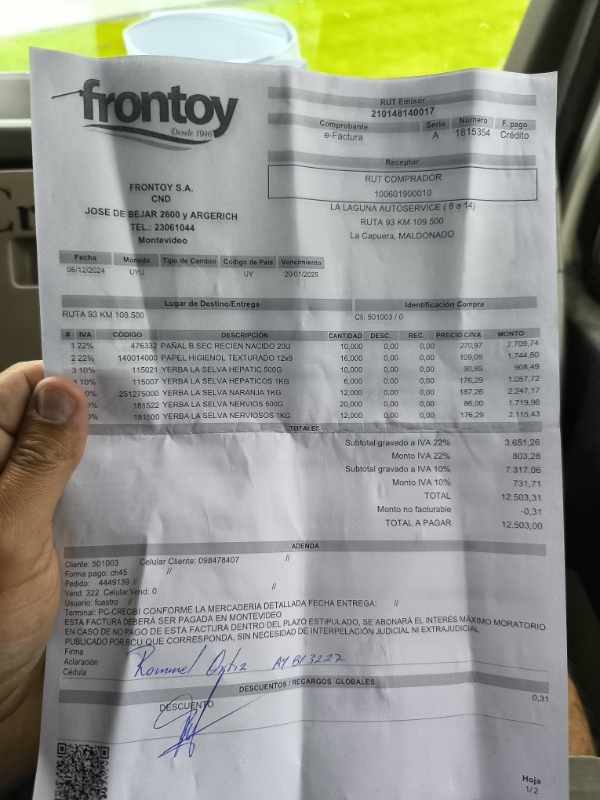 frontoy
Desde 1946
RUT Emisor
210148140017
Comprobante Serie Número F. pago
e-Factura A 1815354 Crédito
Receptor
RUT COMPRADOR
100601900010
LA LAGUNA AUTOSERVICE ( 8 a 14)
RUTA 93 KM 109.500
La Capuera, MALDONADO
FRONTOY S.A.
CND
JOSE DE BEJAR 2600 y ARGERICH
TEL.: 23061044
Montevideo
Fecha Moneda Tipo de Cambio Código de País Vencimiento
06/12/2024 UYU UY 20/01/2025
Lugar de Destino/Entrega Identificación Compra
RUTA 93 KM 109.500 Cli: 501003 / 0
# IVA CÓDIGO DESCRIPCIÓN CANTIDAD DESC. REC. PRECIO C/IVA MONTO
1 22% 476332 PAÑAL B.SEC RECIEN NACIDO 20U 10,000 0,00 0,00 270,97 2.709,74
2 22% 140014000 PAPEL HIGIENOL TEXTURADO 12x9 16,000 0,00 0,00 109,05 1.744,80
3 10% 115021 YERBA LA SELVA HEPATIC.500G 10,000 0,00 0,00 90,85 908,49
10% 115007 YERBA LA SELVA HEPATICOS 1KG 6,000 0,00 0,00 176,29 1.057,72
251275000 YERBA LA SELVA NARANJA 1KG 12,000 0,00 0,00 187,26 2.247,17
181522 YERBA LA SELVA NERVIOS 500G 20,000 0,00 0,00 86,00 1.719,96
181500 YERBA LA SELVA NERVIOSOS 1KG 12,000 0,00 0,00 176,29 2.115,43
TOTALES
Subtotal gravado a IVA 22% 3.651,26
Monto IVA 22% 803,28
Subtotal gravado a IVA 10% 7.317,06
Monto IVA 10% 731,71
TOTAL 12.503,31
Monto no facturable -0,31
TOTAL A PAGAR 12.503,00
ADENDA
Cliente: 501003 Celular Cliente: 098478407 //
Forma pago: ch45 //
Pedido: 4449139 //
Vend: 322 Celular Vend: 0 //
Usuario: fcastro //
Terminal: PC-CRECIBI CONFORME LA MERCADERIA DETALLADA FECHA ENTREGA: //
ESTA FACTURA DEBERÁ SER PAGADA EN MONTEVIDEO
EN CASO DE NO PAGO DE ESTA FACTURA DENTRO DEL PLAZO ESTIPULADO, SE ABONARÁ EL INTERÉS MÁXIMO MORATORIO
PUBLICADO POR BCU QUE CORRESPONDA, SIN NECESIDAD DE INTERPELACIÓN JUDICIAL NI EXTRAJUDICIAL
Firma
Aclaración Rommel Ortiz
Cédula
DESCUENTOS / RECARGOS GLOBALES
DESCUENTO 0,31
Hoja
1/2